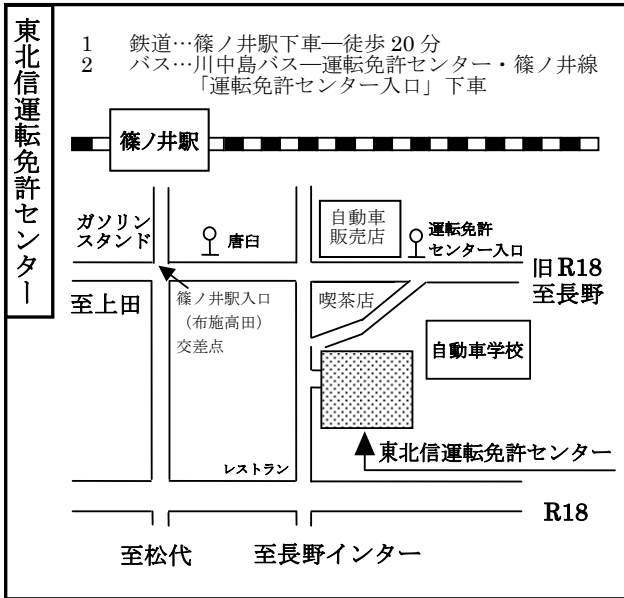 東北信運転免許センター
1 鉄道…篠ノ井駅下車―徒歩 20 分
2 バス…川中島バス―運転免許センター・篠ノ井線
「運転免許センター入口」下車
篠ノ井駅
ガソリン
スタンド
唐臼
自動車
販売店
運転免許
センター入口
旧 R18
至長野
至上田
篠ノ井駅入口
(布施高田)
交差点
喫茶店
自動車学校
東北信運転免許センター
レストラン
R18
至松代
至長野インター